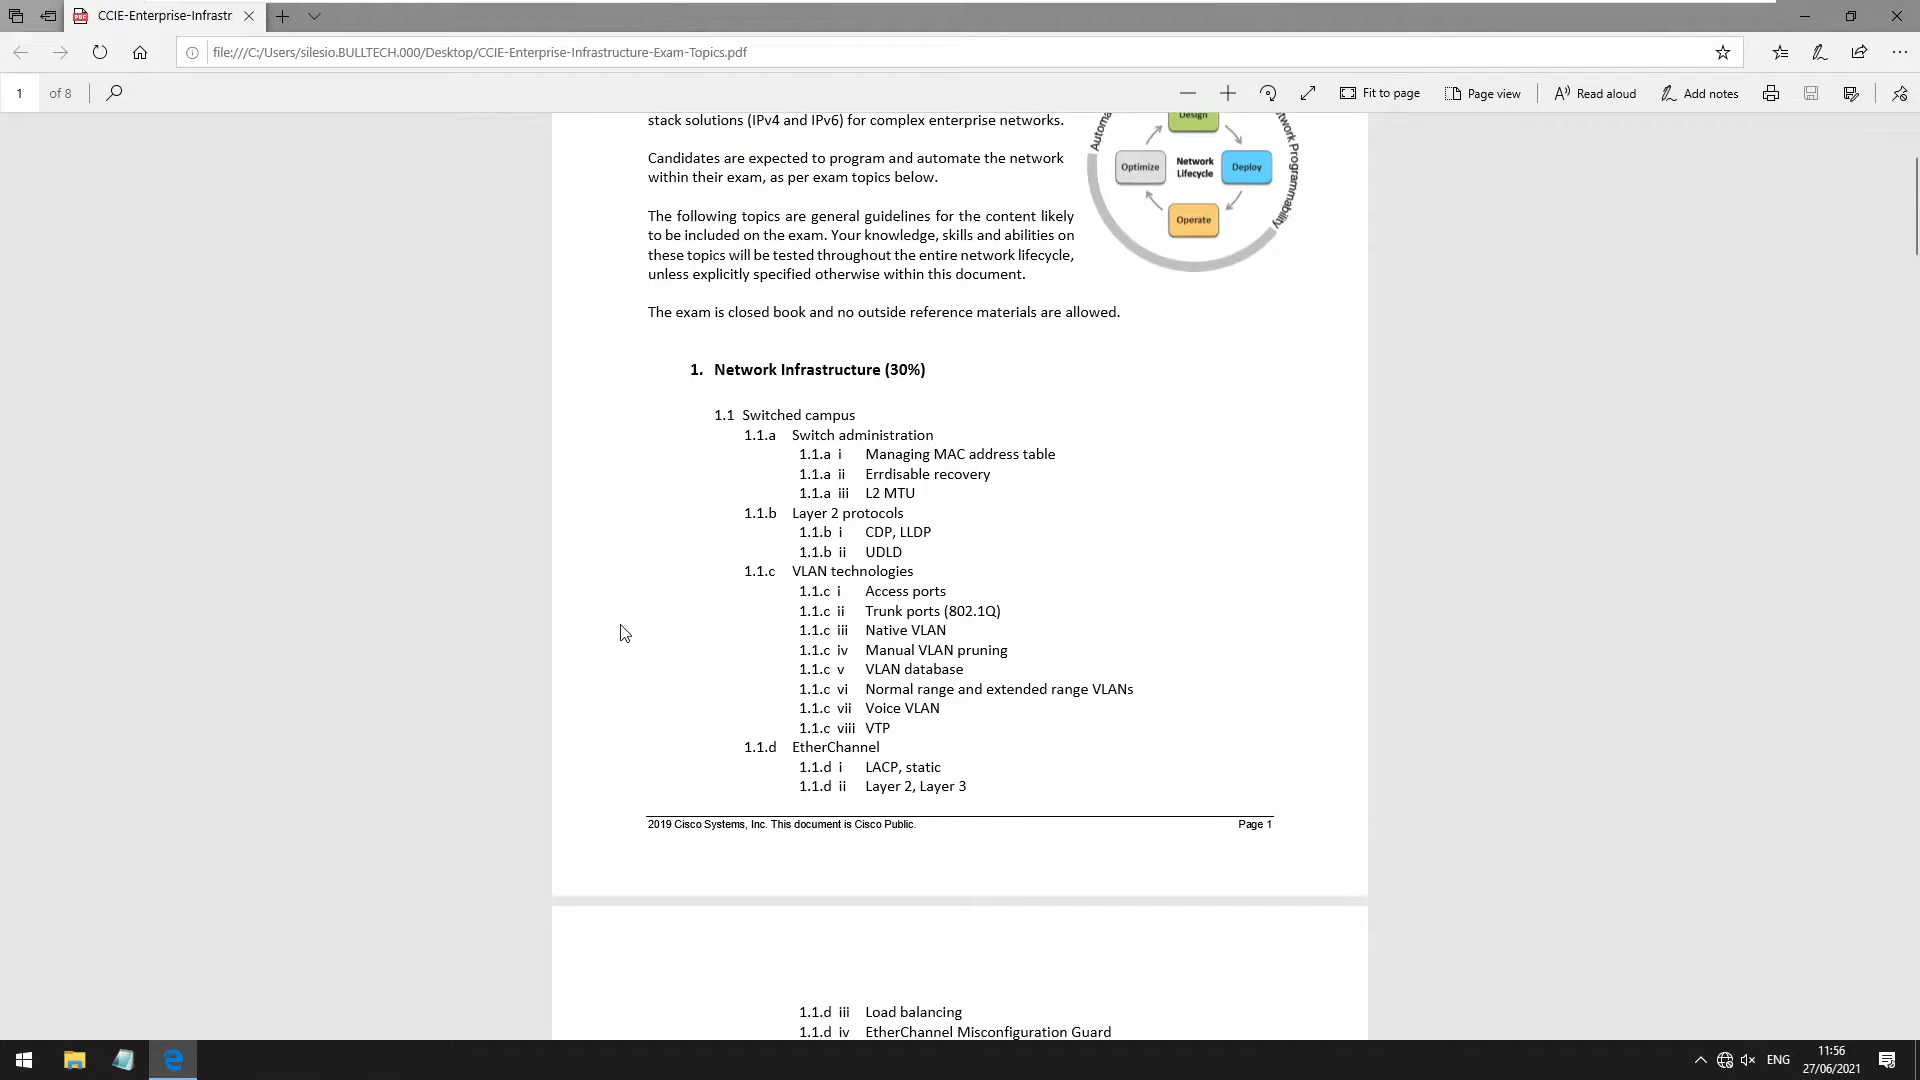 CCIE-Enterprise-Infrastr
file:///C:/Users/silesio.BULLTECH.000/Desktop/CCIE-Enterprise-Infrastructure-Exam-Topics.pdf
1 of 8
Fit to page
Page view
Read aloud
Add notes
stack solutions (IPv4 and IPv6) for complex enterprise networks.
Candidates are expected to program and automate the network
within their exam, as per exam topics below.
The following topics are general guidelines for the content likely
to be included on the exam. Your knowledge, skills and abilities on
these topics will be tested throughout the entire network lifecycle,
unless explicitly specified otherwise within this document.
The exam is closed book and no outside reference materials are allowed.
Design
Optimize
Network
Lifecycle
Deploy
Operate
Programmability
1. Network Infrastructure (30%)
1.1 Switched campus
1.1.a Switch administration
1.1.a i Managing MAC address table
1.1.a ii Errdisable recovery
1.1.a iii L2 MTU
1.1.b Layer 2 protocols
1.1.b i CDP, LLDP
1.1.b ii UDLD
1.1.c VLAN technologies
1.1.c i Access ports
1.1.c ii Trunk ports (802.1Q)
1.1.c iii Native VLAN
1.1.c iv Manual VLAN pruning
1.1.c v VLAN database
1.1.c vi Normal range and extended range VLANs
1.1.c vii Voice VLAN
1.1.c viii VTP
1.1.d EtherChannel
1.1.d i LACP, static
1.1.d ii Layer 2, Layer 3
2019 Cisco Systems, Inc. This document is Cisco Public. Page 1
1.1.d iii Load balancing
1.1.d iv EtherChannel Misconfiguration Guard
ENG
11:56
27/06/2021